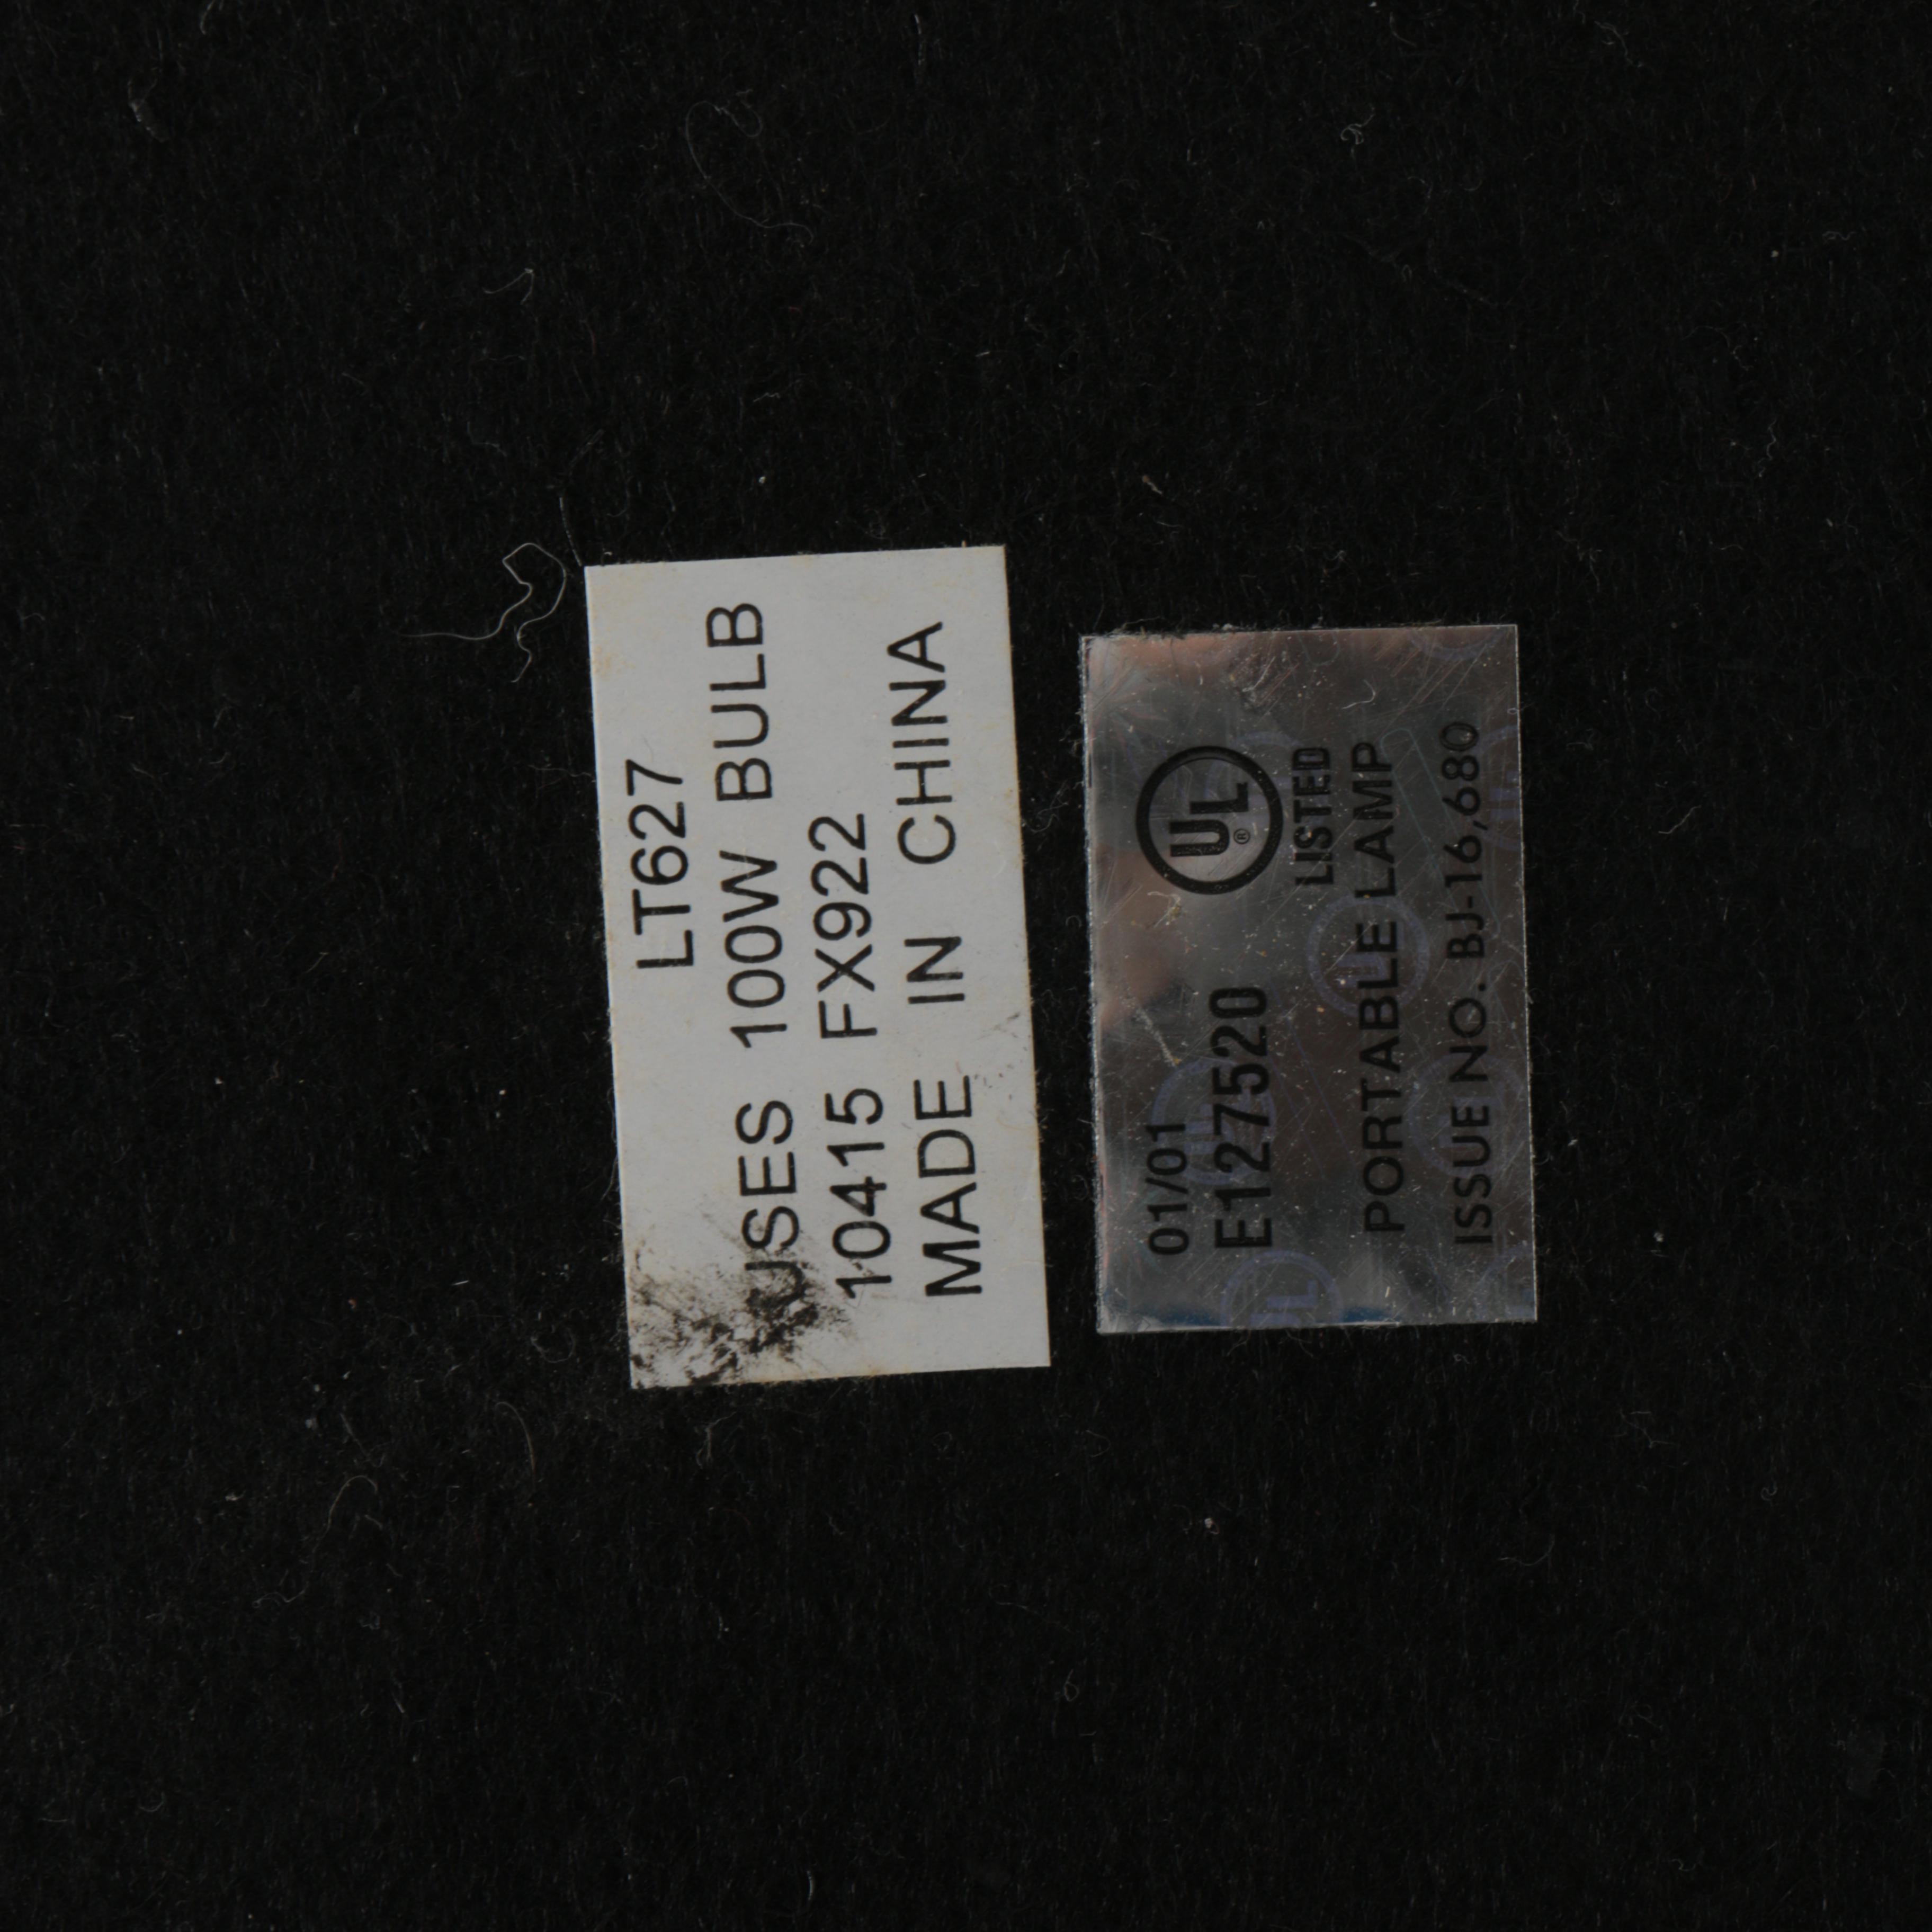 LT627
USES 100W BULB
10415 FX922
MADE IN CHINA
01/01
E127520
UL®
LISTED
PORTABLE LAMP
ISSUE NO. BJ-16,680